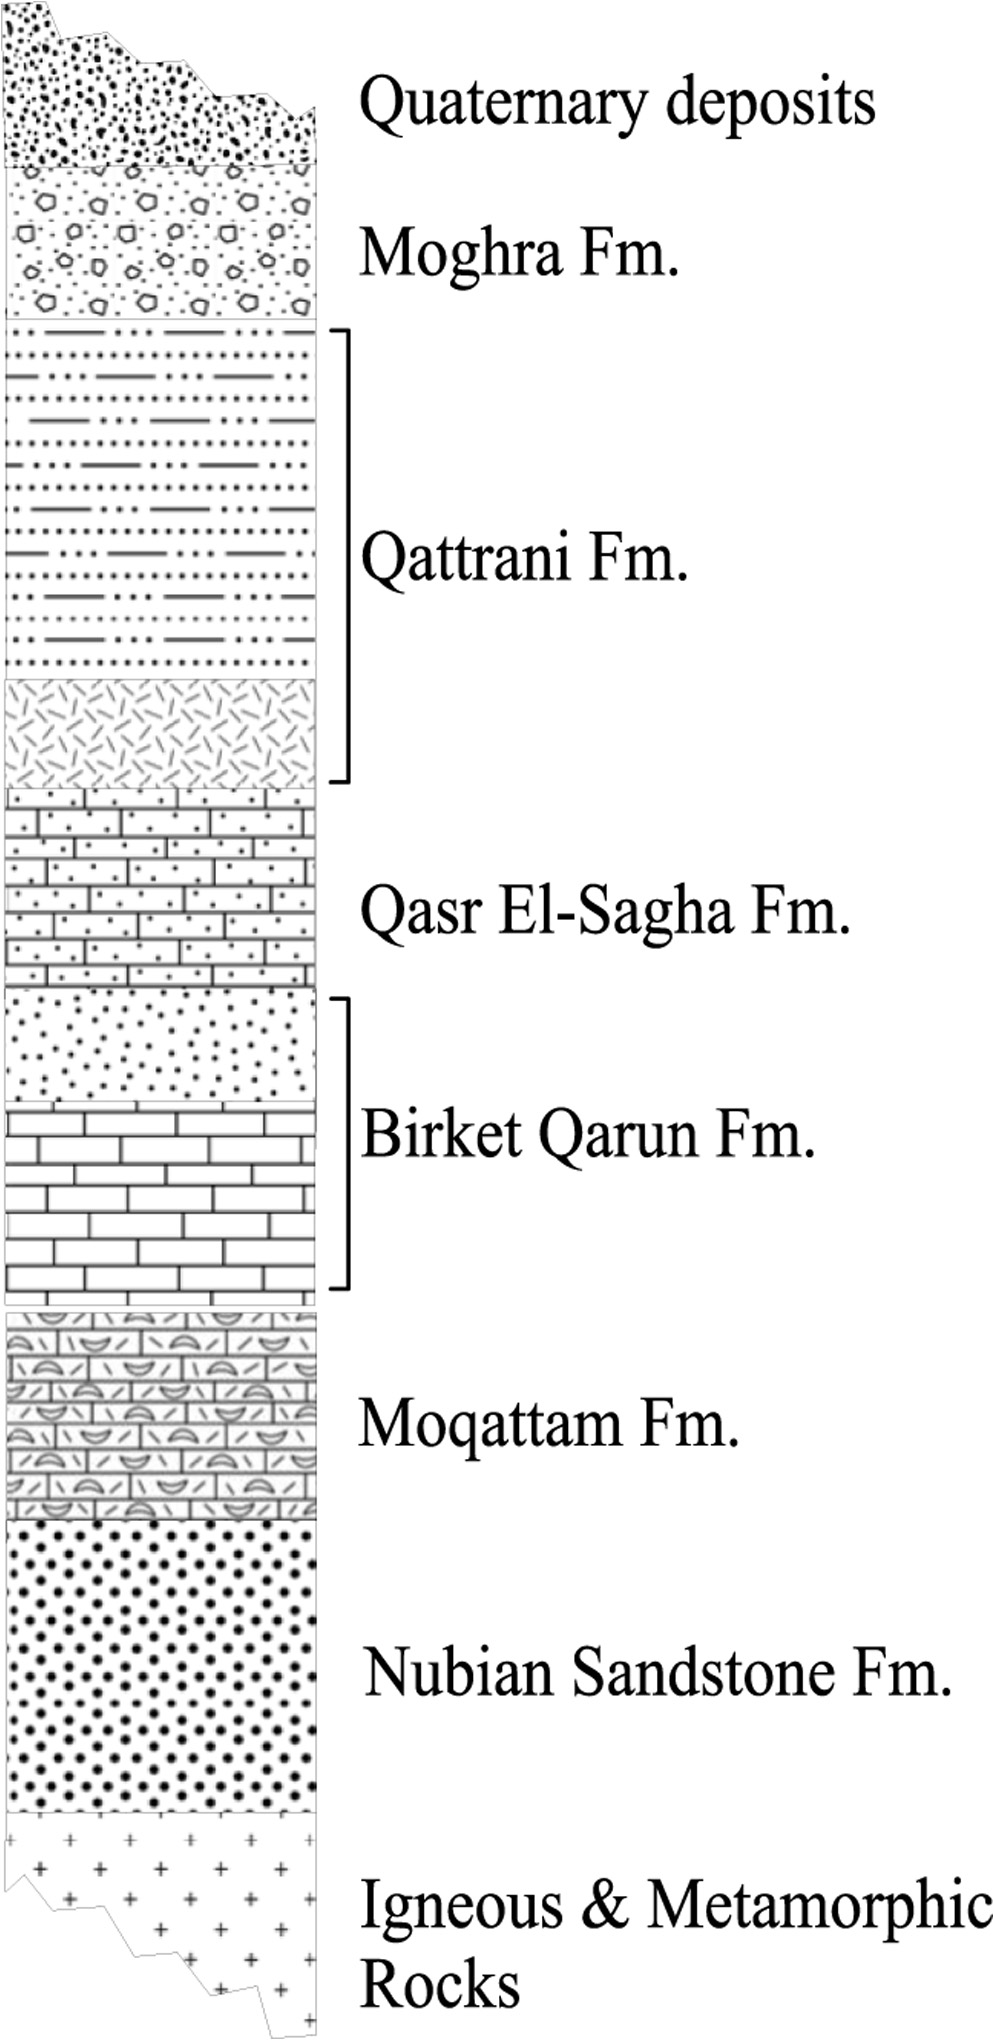 Quaternary deposits
Moghra Fm.
Qattrani Fm.
Qasr El-Sagha Fm.
Birket Qarun Fm.
Moqattam Fm.
Nubian Sandstone Fm.
Igneous & Metamorphic
Rocks